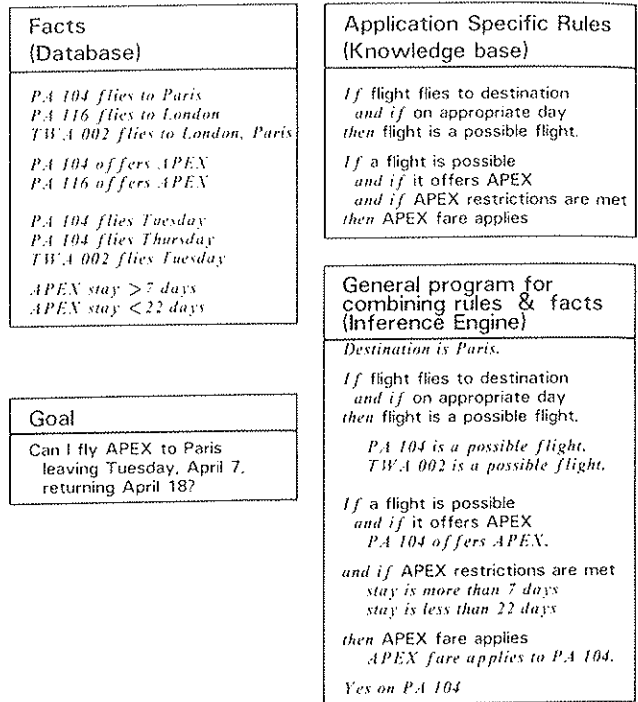 Facts
(Database)
PA 104 flies to Paris
PA 116 flies to London
TWA 002 flies to London, Paris
PA 104 offers APEX
PA 116 offers APEX
PA 104 flies Tuesday
PA 104 flies Thursday
TWA 002 flies Tuesday
APEX stay >7 days
APEX stay <22 days
Goal
Can I fly APEX to Paris
leaving Tuesday, April 7,
returning April 18?
Application Specific Rules
(Knowledge base)
If flight flies to destination
and if on appropriate day
then flight is a possible flight.
If a flight is possible
and if it offers APEX
and if APEX restrictions are met
then APEX fare applies
General program for
combining rules & facts
(Inference Engine)
Destination is Paris.
If flight flies to destination
and if on appropriate day
then flight is a possible flight.
PA 104 is a possible flight.
TWA 002 is a possible flight.
If a flight is possible
and if it offers APEX
PA 104 offers APEX.
and if APEX restrictions are met
stay is more than 7 days
stay is less than 22 days
then APEX fare applies
APEX fare applies to PA 104.
Yes on PA 104